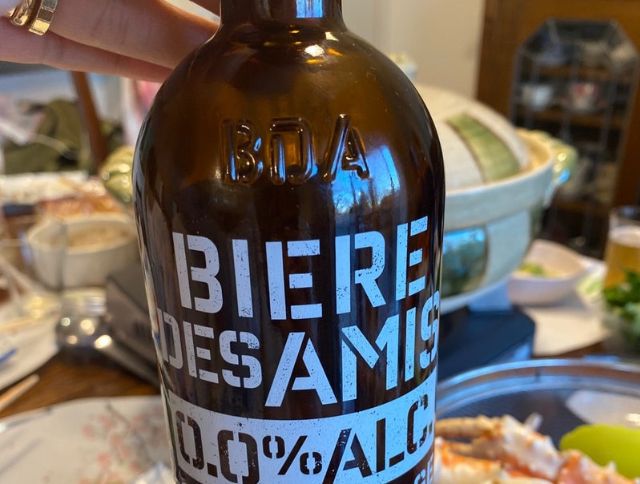 BDA
BIERE
DES AMIS
0.0% ALC.